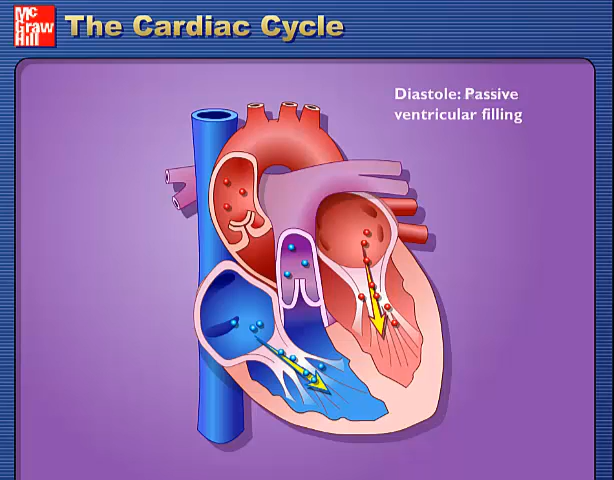 Mc
Graw
Hill
The Cardiac Cycle
Diastole: Passive
ventricular filling